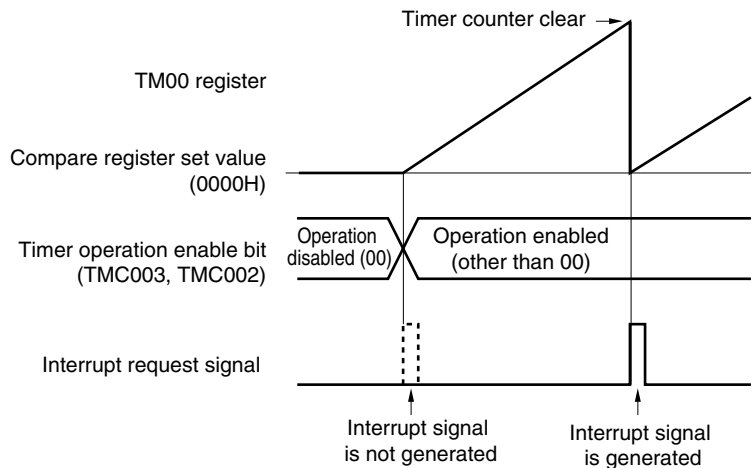 Timer counter clear
TM00 register
Compare register set value
(0000H)
Timer operation enable bit
(TMC003, TMC002)
Operation
disabled (00)
Operation enabled
(other than 00)
Interrupt request signal
Interrupt signal
is not generated
Interrupt signal
is generated